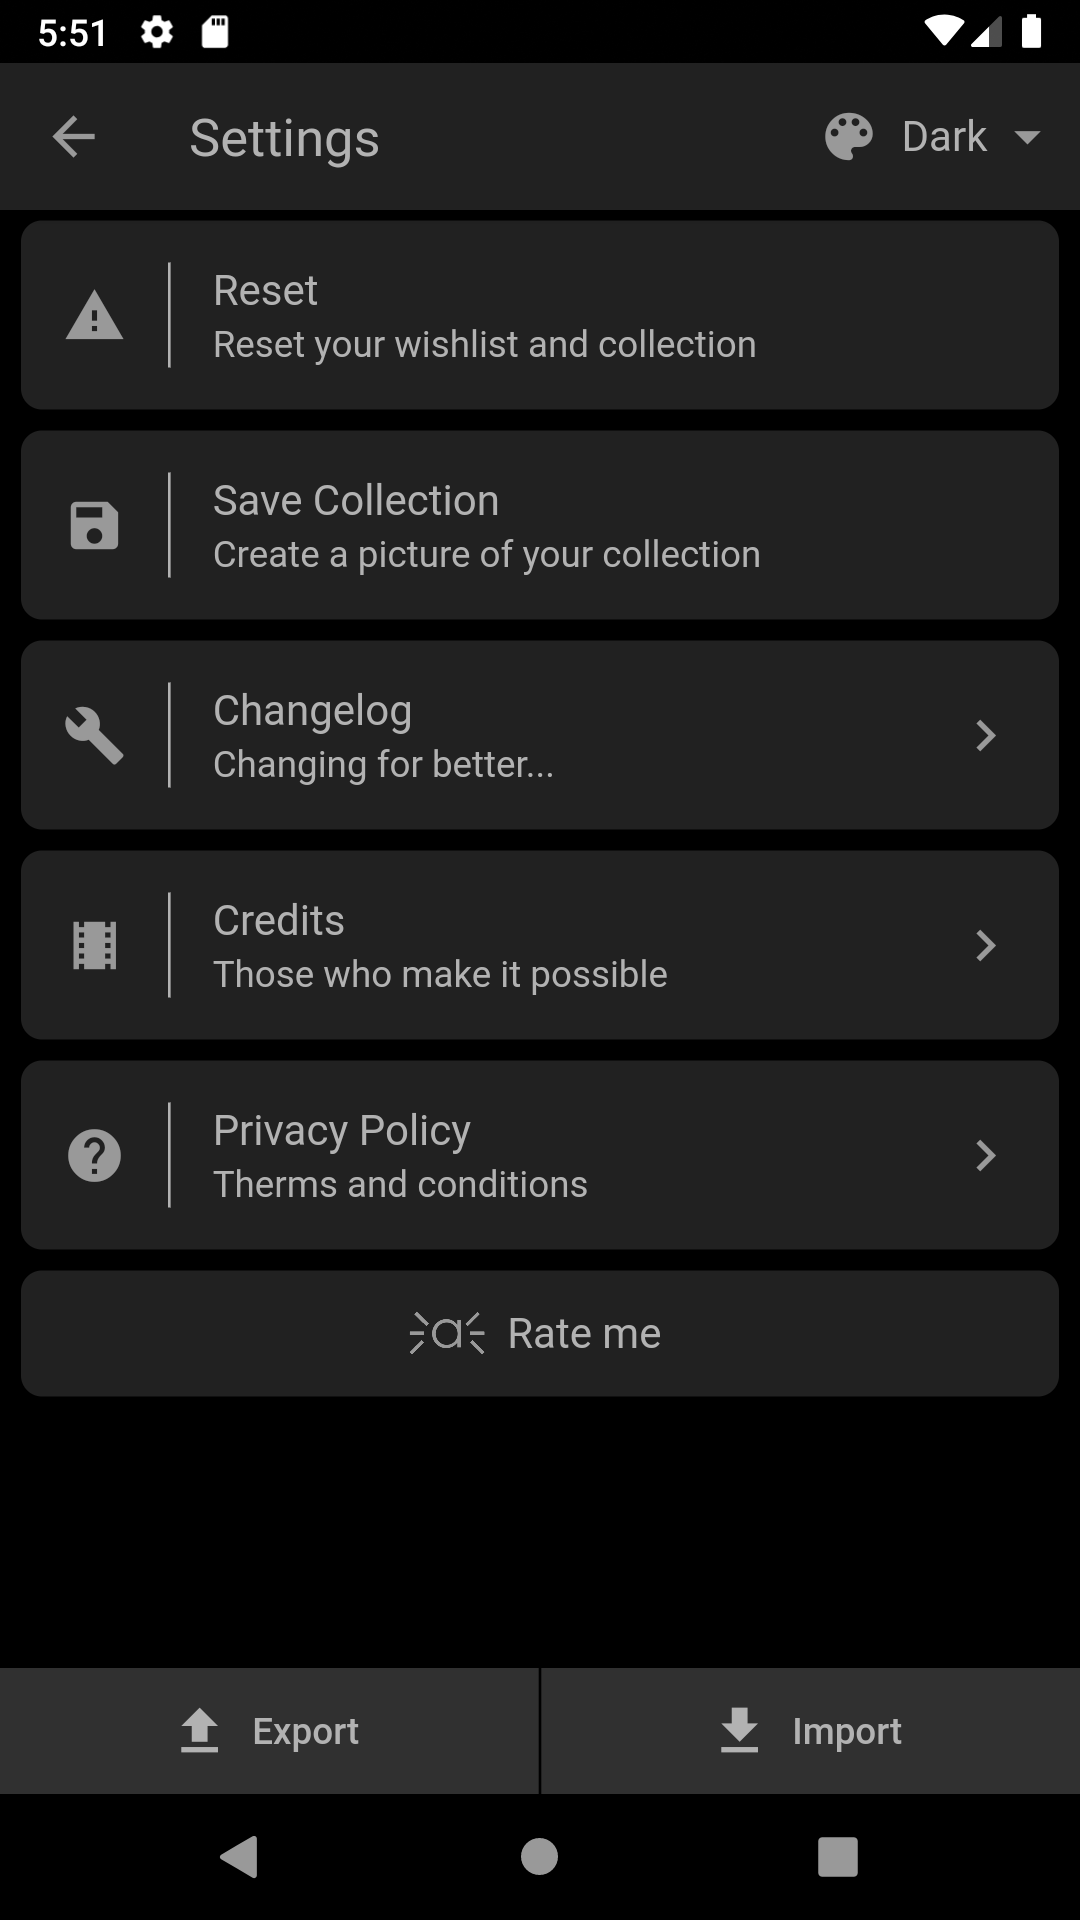 5:51
Settings
Dark
Reset
Reset your wishlist and collection
Save Collection
Create a picture of your collection
Changelog
Changing for better...
Credits
Those who make it possible
Privacy Policy
Therms and conditions
Rate me
Export
Import